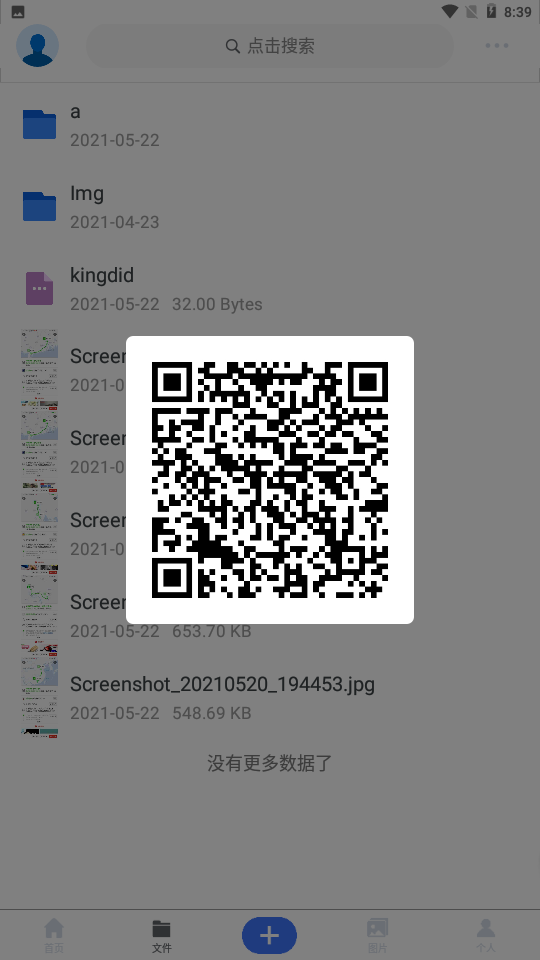 8:39
点击搜索
a
2021-05-22
Img
2021-04-23
kingdid
2021-05-22 32.00 Bytes
Screen
2021-0
Screen
2021-0
Screen
2021-0
Screen
2021-05-22 653.70 KB
Screenshot_20210520_194453.jpg
2021-05-22 548.69 KB
没有更多数据了
首页
文件
图片
个人